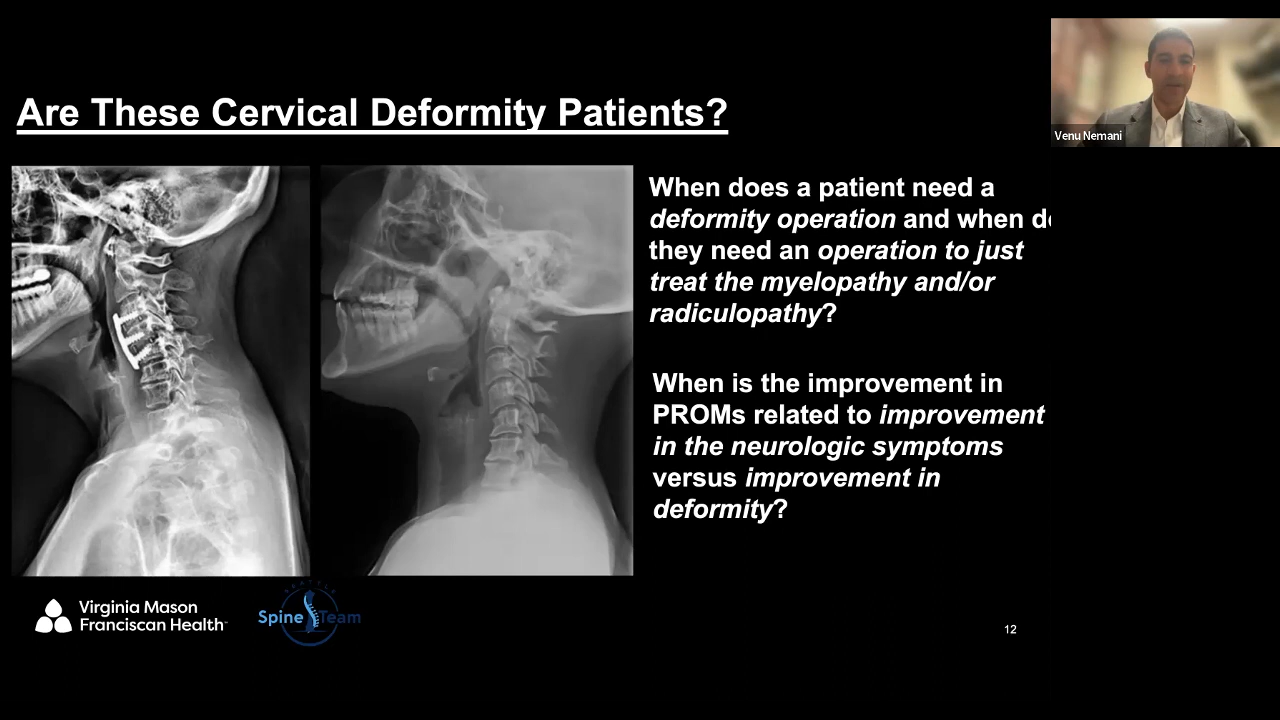 Are These Cervical Deformity Patients?
When does a patient need a
deformity operation and when do
they need an operation to just
treat the myelopathy and/or
radiculopathy?
When is the improvement in
PROMs related to improvement
in the neurologic symptoms
versus improvement in
deformity?
Venu Nemani
Virginia Mason
Franciscan Health
SEATTLE
Spine Team
12